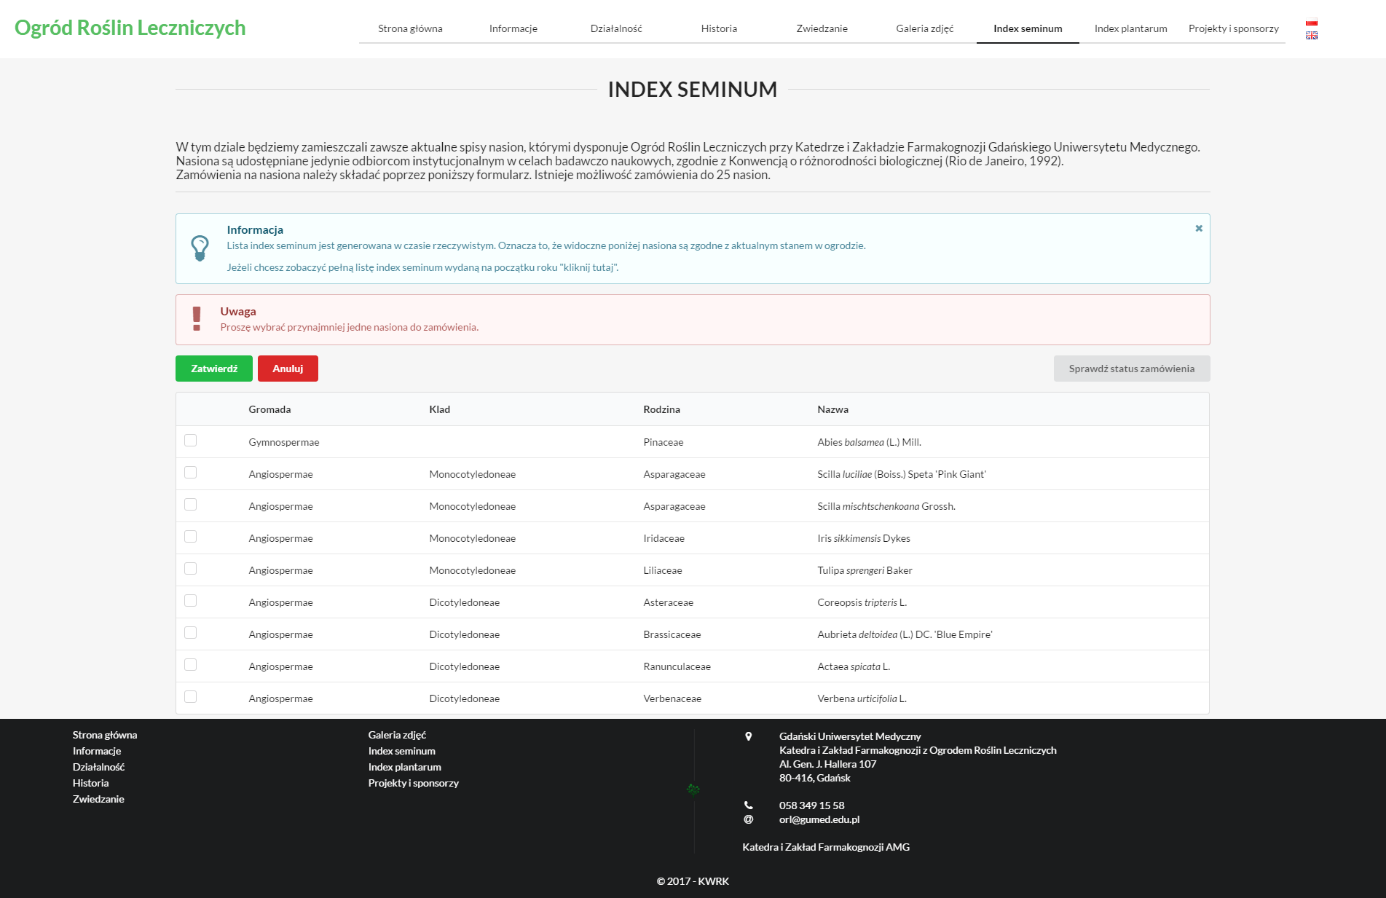 Ogród Roślin Leczniczych
Strona główna Informacje Działalność Historia Zwiedzanie Galeria zdjęć Index seminum Index plantarum Projekty i sponsorzy
INDEX SEMINUM
W tym dziale będziemy zamieszczali zawsze aktualne spisy nasion, którymi dysponuje Ogród Roślin Leczniczych przy Katedrze i Zakładzie Farmakognozji Gdańskiego Uniwersytetu Medycznego.
Nasiona są udostępniane jedynie odbiorcom instytucjonalnym w celach badawczo naukowych, zgodnie z Konwencją o różnorodności biologicznej (Rio de Janeiro, 1992).
Zamówienia na nasiona należy składać poprzez poniższy formularz. Istnieje możliwość zamówienia do 25 nasion.
Informacja
Lista index seminum jest generowana w czasie rzeczywistym. Oznacza to, że widoczne poniżej nasiona są zgodne z aktualnym stanem w ogrodzie.
Jeżeli chcesz zobaczyć pełną listę index seminum wydaną na początku roku "kliknij tutaj".
Uwaga
Proszę wybrać przynajmniej jedne nasiona do zamówienia.
Zatwierdź Anuluj Sprawdź status zamówienia
Gromada Klad Rodzina Nazwa
Gymnospermae Pinaceae Abies balsamea (L.) Mill.
Angiospermae Monocotyledoneae Asparagaceae Scilla luciliae (Boiss.) Speta 'Pink Giant'
Angiospermae Monocotyledoneae Asparagaceae Scilla mischtschenkoana Grossh.
Angiospermae Monocotyledoneae Iridaceae Iris sikkimensis Dykes
Angiospermae Monocotyledoneae Liliaceae Tulipa sprengeri Baker
Angiospermae Dicotyledoneae Asteraceae Coreopsis tripteris L.
Angiospermae Dicotyledoneae Brassicaceae Aubrieta deltoidea (L.) DC. 'Blue Empire'
Angiospermae Dicotyledoneae Ranunculaceae Actaea spicata L.
Angiospermae Dicotyledoneae Verbenaceae Verbena urticifolia L.
Strona główna
Informacje
Działalność
Historia
Zwiedzanie
Galeria zdjęć
Index seminum
Index plantarum
Projekty i sponsorzy
Gdański Uniwersytet Medyczny
Katedra i Zakład Farmakognozji z Ogrodem Roślin Leczniczych
Al. Gen. J. Hallera 107
80-416, Gdańsk
058 349 15 58
orl@gumed.edu.pl
Katedra i Zakład Farmakognozji AMG
© 2017 - KWRK